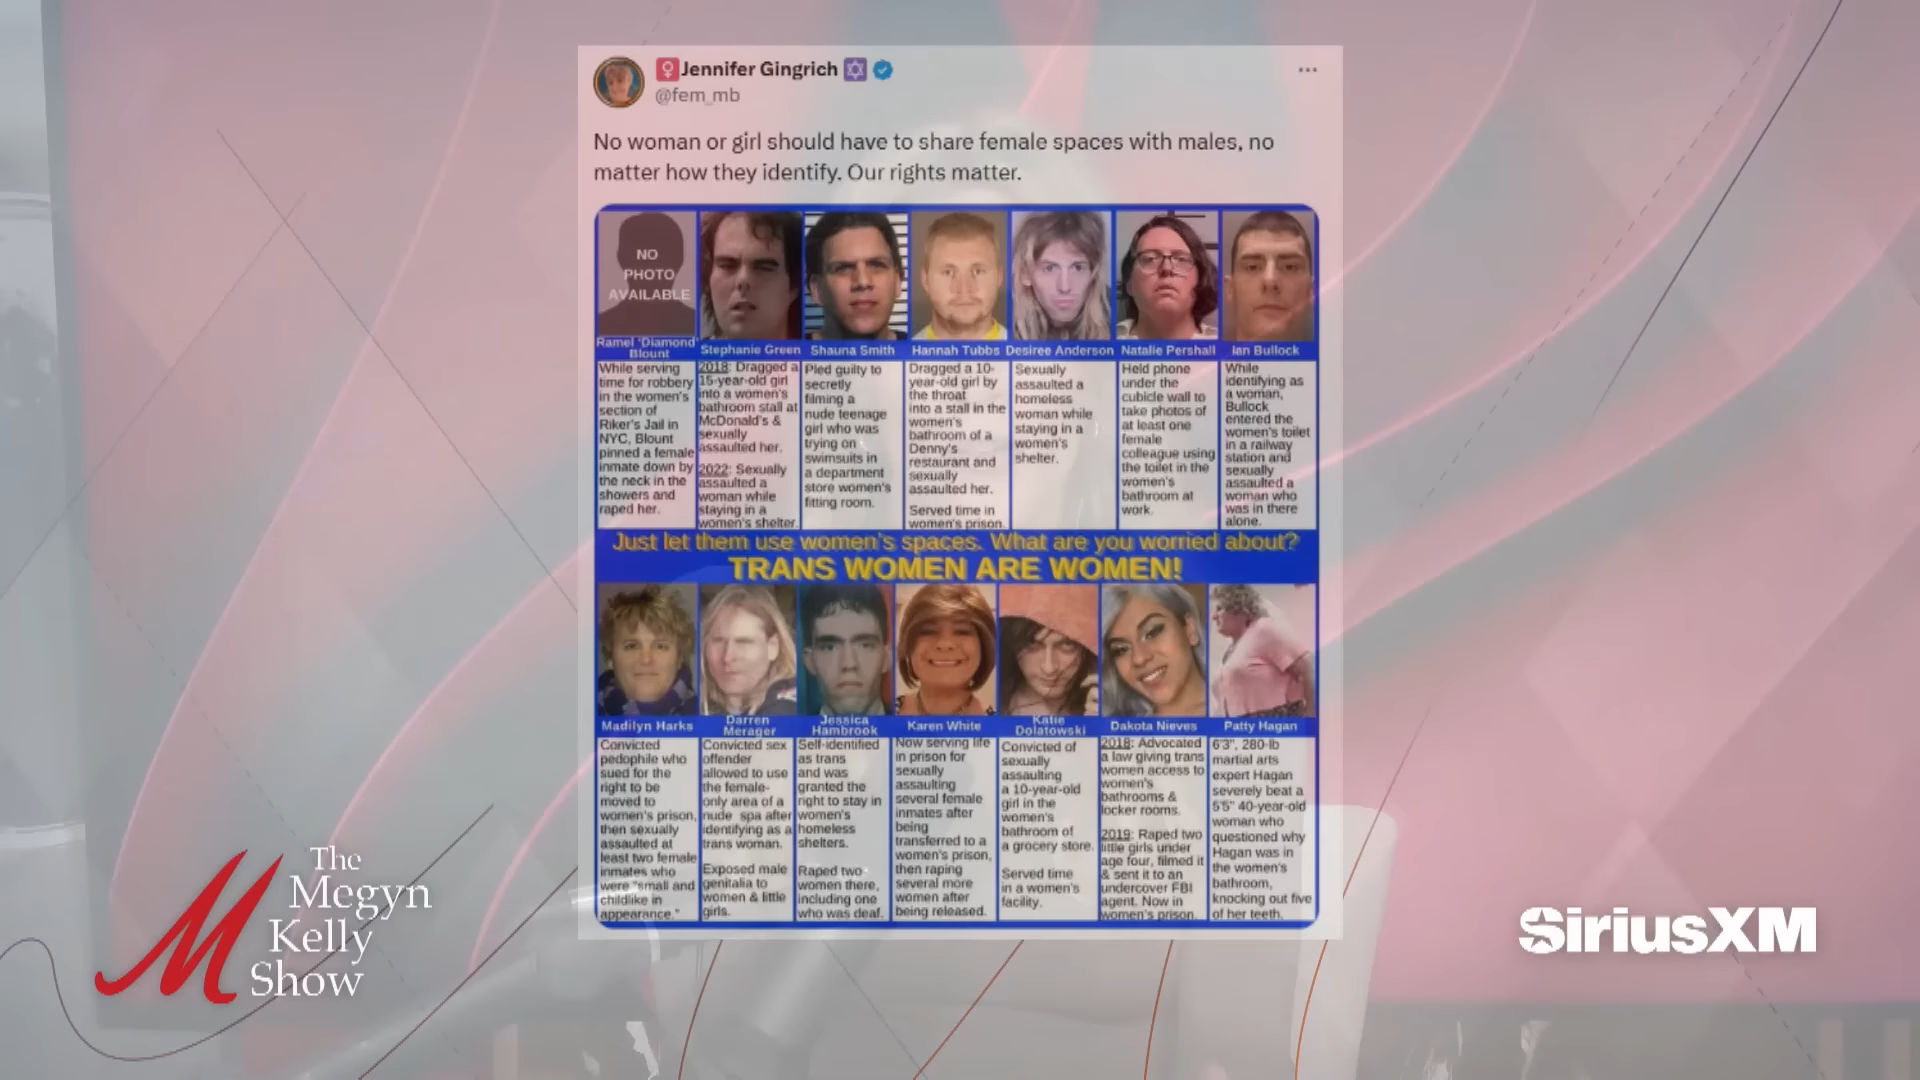 Jennifer Gingrich
@fem_mb
No woman or girl should have to share female spaces with males, no
matter how they identify. Our rights matter.
NO
PHOTO
AVAILABLE
Ramel 'Diamond'
Blount
While serving
time for robbery
in the women's
section of
Riker's Jail in
NYC, Blount
pinned a female
inmate down by
the neck in the
showers and
raped her.
Stephanie Green
2018: Dragged a
15-year-old girl
into a women's
bathroom stall at
McDonald's &
sexually
assaulted her.
2022: Sexually
assaulted a
woman while
staying in a
women's shelter.
Shauna Smith
Pled guilty to
secretly
filming a
nude teenage
girl who was
trying on
swimsuits in
a department
store women's
fitting room.
Hannah Tubbs
Dragged a 10-
year-old girl by
the throat
into a stall in the
women's
bathroom of a
Denny's
restaurant and
sexually
assaulted her.
Served time in
women's prison.
Desiree Anderson
Sexually
assaulted a
homeless
woman while
staying in a
women's
shelter.
Natalie Pershall
Held phone
under the
cubicle wall to
take photos of
at least one
female
colleague using
the toilet in the
women's
bathroom at
work.
Ian Bullock
While
identifying as
a woman,
Bullock
entered the
women's toilet
in a railway
station and
sexually
assaulted a
woman who
was in there
alone.
Just let them use women's spaces. What are you worried about?
TRANS WOMEN ARE WOMEN!
Madilyn Harks
Convicted
pedophile who
sued for the
right to be
moved to
women's prison,
then sexually
assaulted at
least two female
inmates who
were "small and
childlike in
appearance."
Darren
Merager
Convicted sex
offender
allowed to use
the female-
only area of a
nude spa after
identifying as a
trans woman.
Exposed male
genitalia to
women & little
girls.
Jessica
Hambrook
Self-identified
as trans
and was
granted the
right to stay in
women's
homeless
shelters.
Raped two
women there,
including one
who was deaf.
Karen White
Now serving life
in prison for
sexually
assaulting
several female
inmates after
being
transferred to a
women's prison,
then raping
several more
women after
being released.
Katie
Dolatowski
Convicted of
sexually
assaulting
a 10-year-old
girl in the
women's
bathroom of
a grocery store.
Served time
in a women's
facility.
Dakota Nieves
2018: Advocated
a law giving trans
women access to
women's
bathrooms &
locker rooms.
2019: Raped two
little girls under
age four, filmed it
& sent it to an
undercover FBI
agent. Now in
women's prison.
Patty Hagan
6'3", 280-lb
martial arts
expert Hagan
severely beat a
5'5" 40-year-old
woman who
questioned why
Hagan was in
the women's
bathroom,
knocking out five
of her teeth.
The
Megyn
Kelly
Show
SiriusXM